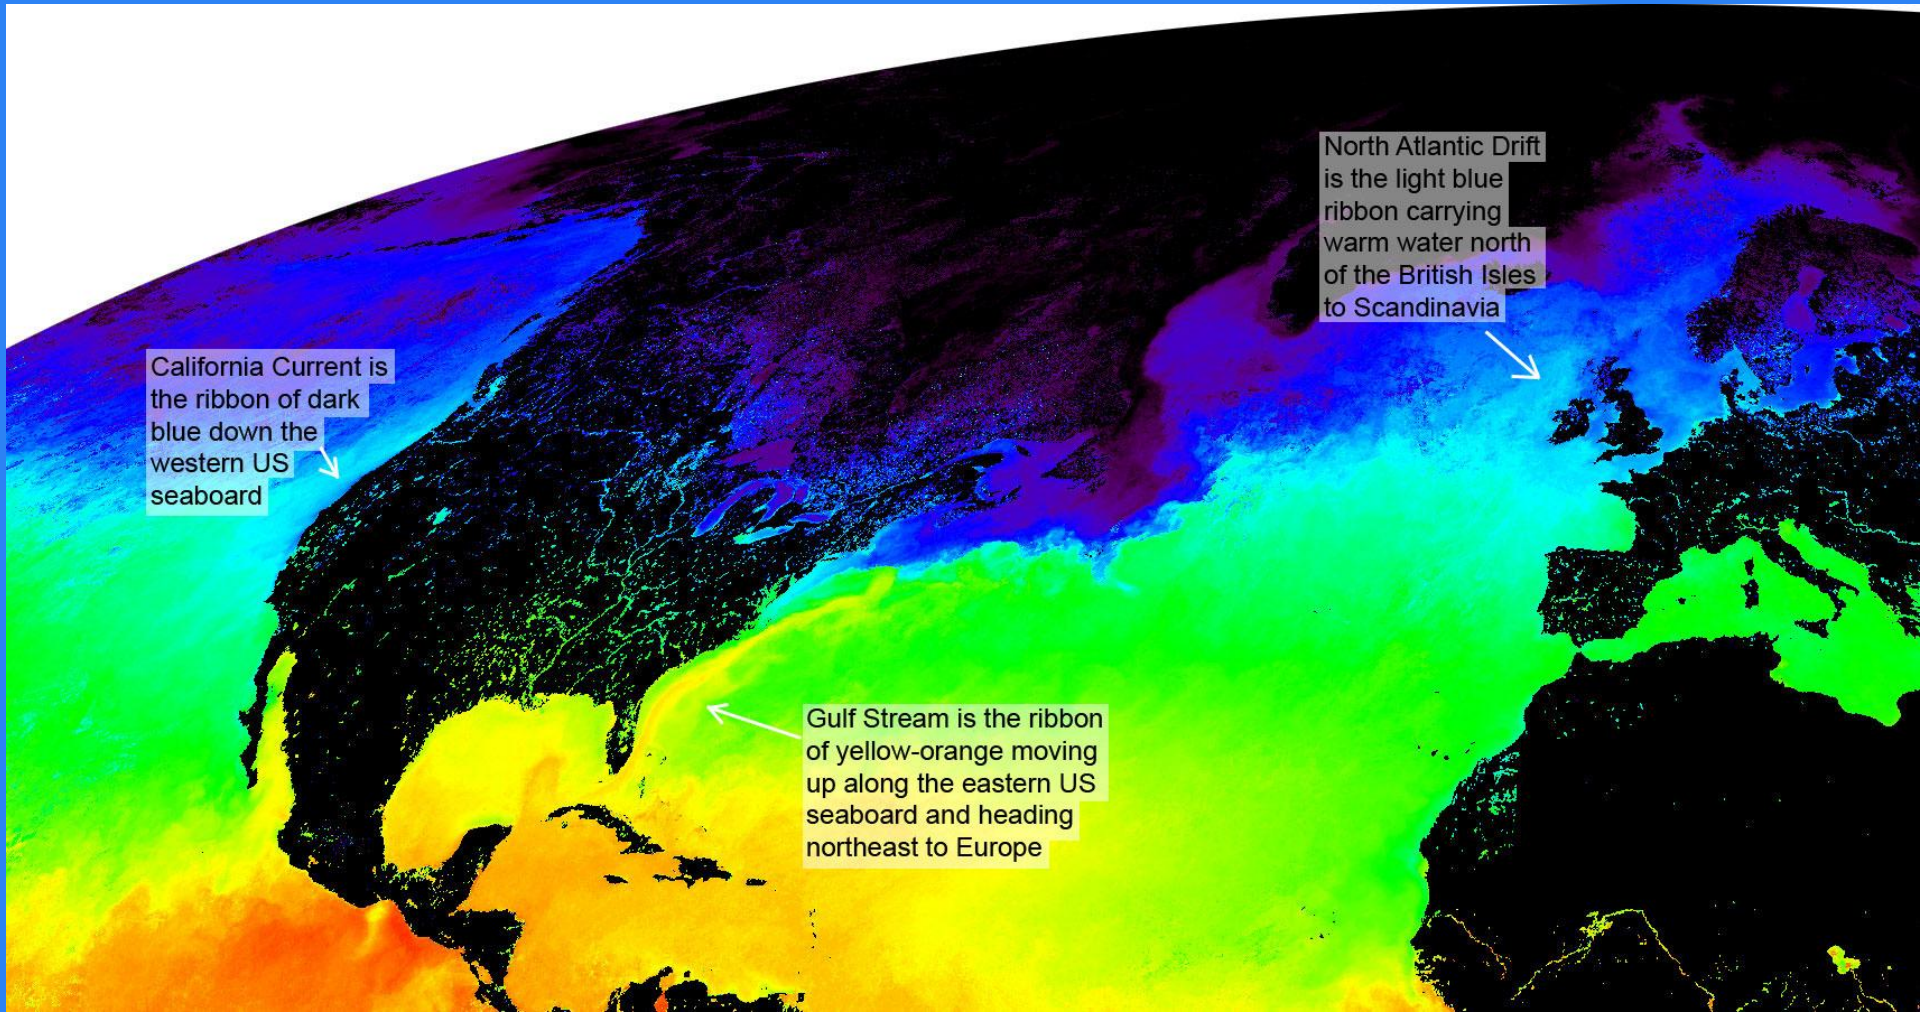 North Atlantic Drift
is the light blue
ribbon carrying
warm water north
of the British Isles
to Scandinavia
California Current is
the ribbon of dark
blue down the
western US
seaboard
Gulf Stream is the ribbon
of yellow-orange moving
up along the eastern US
seaboard and heading
northeast to Europe